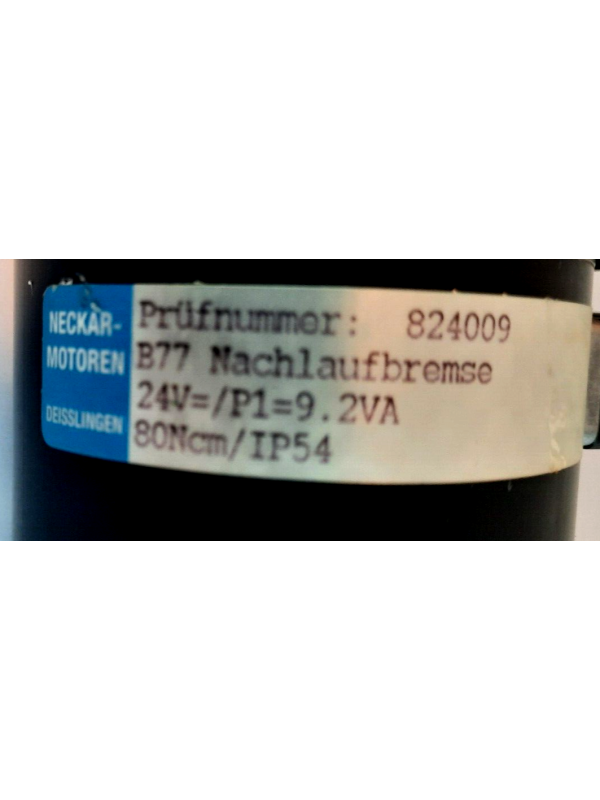 NECKAR-
MOTOREN
DEISSLINGEN
Prüfnummer: 824009
B77 Nachlaufbremse
24V=/P1=9.2VA
80Ncm/IP54